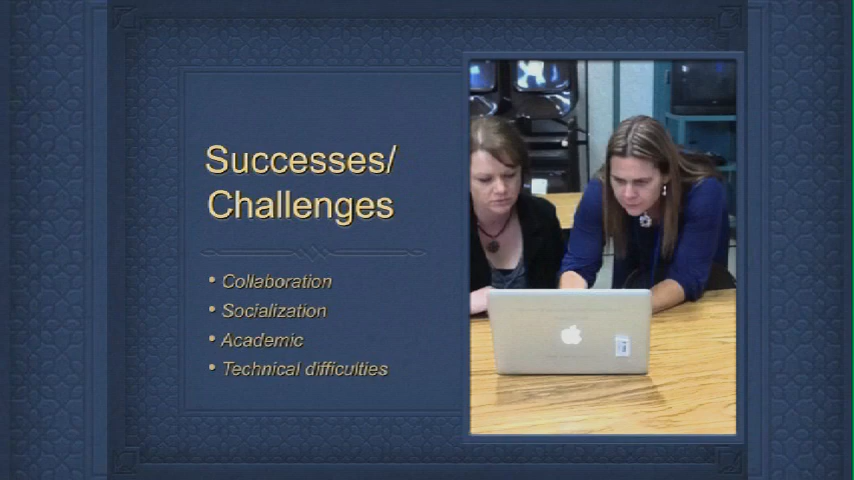 Successes/
Challenges
• Collaboration
• Socialization
• Academic
• Technical difficulties